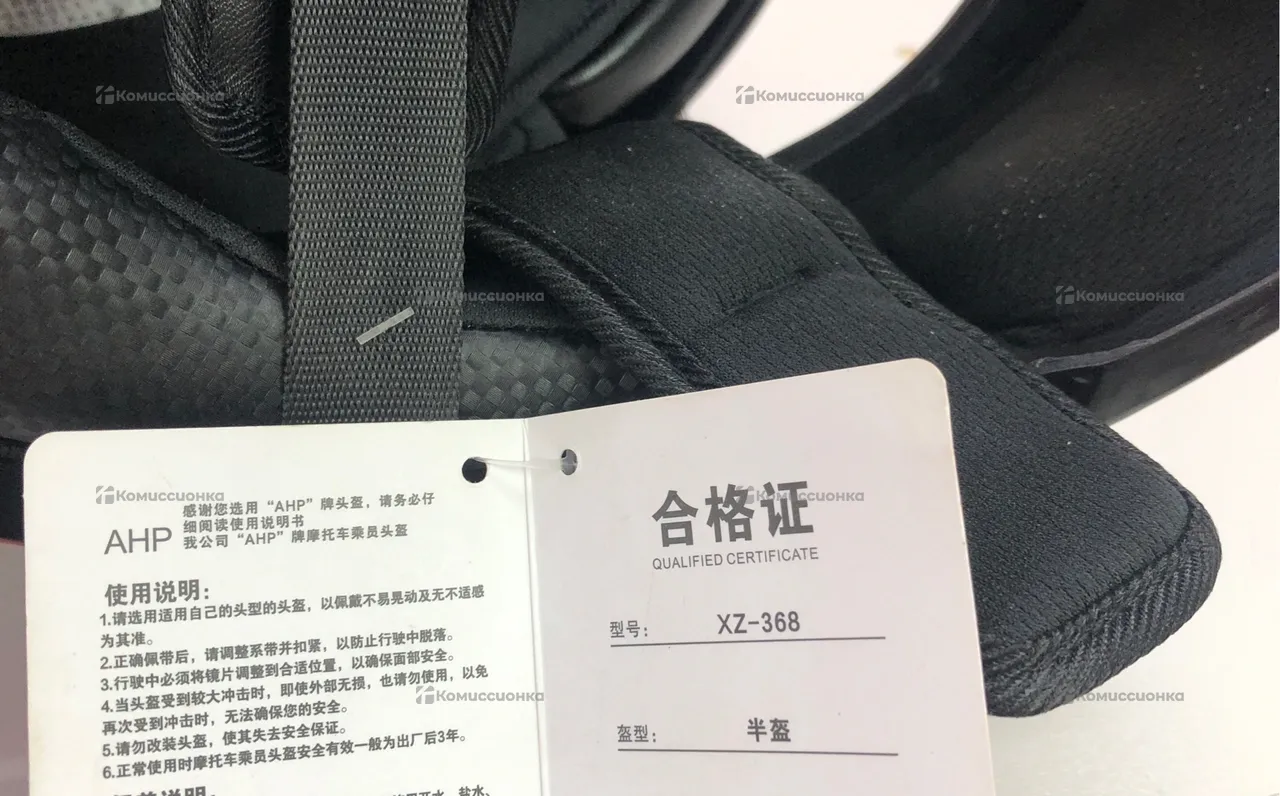 Комиссионка
Комиссионка
Комиссионка
Комиссионка
Комиссионка
Комиссионка
Комиссионка
Комиссионка
Комиссионка
AHP
感谢您选用“AHP”牌头盔，请务必仔
细阅读使用说明书
我公司“AHP”牌摩托车乘员头盔
使用说明：
1.请选用适用自己的头型的头盔，以佩戴不易晃动及无不适感
为其准。
2.正确佩带后，请调整系带并扣紧，以防止行驶中脱落。
3.行驶中必须将镜片调整到合适位置，以确保面部安全。
4.当头盔受到较大冲击时，即使外部无损，也请勿使用，以免
再次受到冲击时，无法确保您的安全。
5.请勿改装头盔，使其失去安全保证。
6.正常使用时摩托车乘员头盔安全有效一般为出厂后3年。
合格证
QUALIFIED CERTIFICATE
型号：XZ-368
盔型：半盔